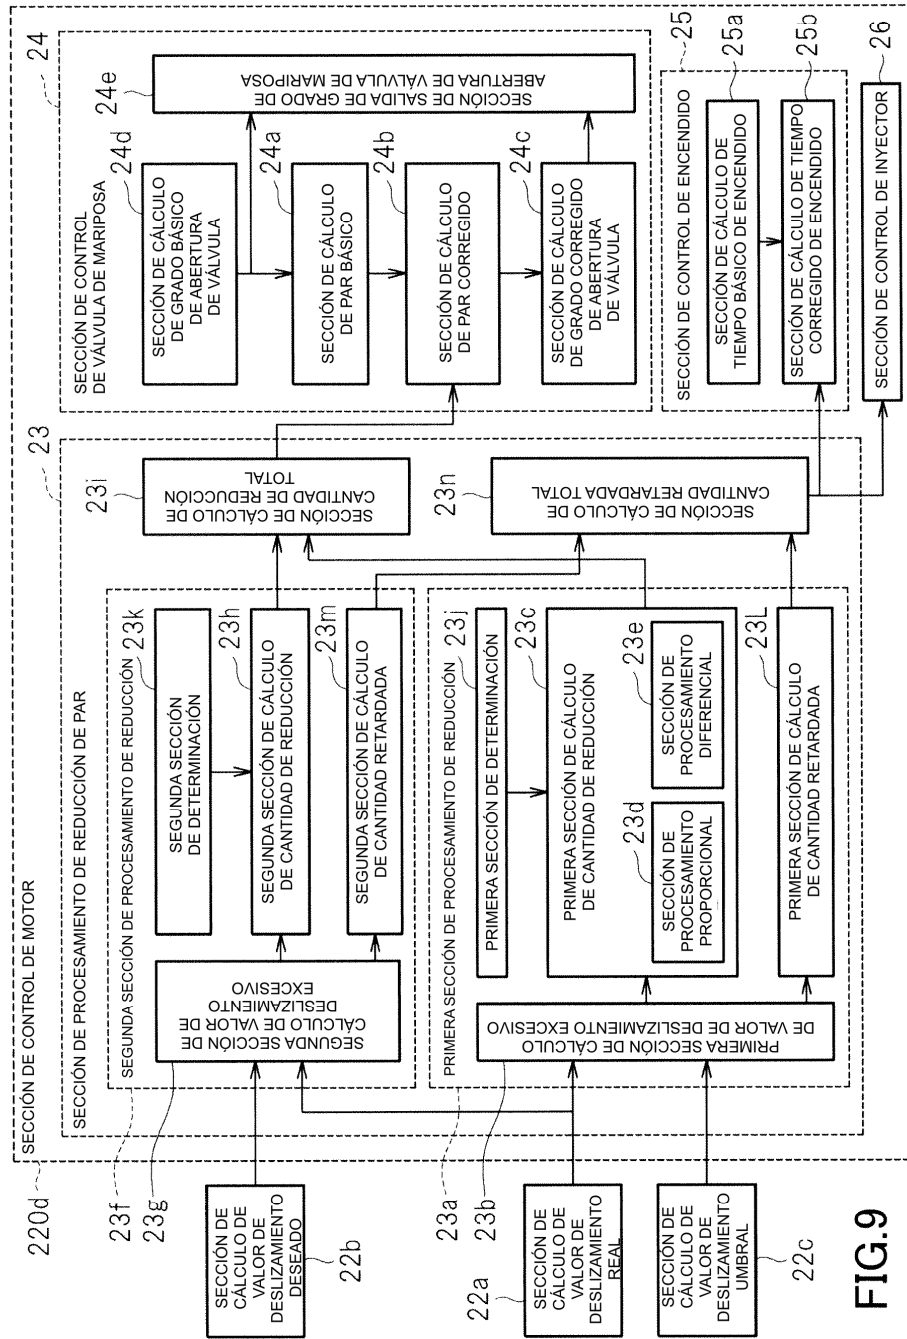 SECCIÓN DE CONTROL DE MOTOR
220d
SECCIÓN DE PROCESAMIENTO DE REDUCCIÓN DE PAR
23
SEGUNDA SECCIÓN DE PROCESAMIENTO DE REDUCCIÓN
23f
SEGUNDA SECCIÓN DE
CÁLCULO DE VALOR DE
DESLIZAMIENTO
EXCESIVO
23g
SEGUNDA SECCIÓN
DE DETERMINACIÓN
23k
SEGUNDA SECCIÓN DE CÁLCULO
DE CANTIDAD DE REDUCCIÓN
23h
SEGUNDA SECCIÓN DE CÁLCULO
DE CANTIDAD RETARDADA
23m
PRIMERA SECCIÓN DE PROCESAMIENTO DE REDUCCIÓN
23a
PRIMERA SECCIÓN DE CÁLCULO
DE VALOR DE DESLIZAMIENTO EXCESIVO
23b
PRIMERA SECCIÓN DE DETERMINACIÓN
23j
PRIMERA SECCIÓN DE CÁLCULO
DE CANTIDAD DE REDUCCIÓN
23c
SECCIÓN DE
PROCESAMIENTO
PROPORCIONAL
23d
SECCIÓN DE
PROCESAMIENTO
DIFERENCIAL
23e
PRIMERA SECCIÓN DE CÁLCULO
DE CANTIDAD RETARDADA
23L
SECCIÓN DE CÁLCULO DE
CANTIDAD DE REDUCCIÓN
TOTAL
23i
SECCIÓN DE CÁLCULO DE
CANTIDAD RETARDADA TOTAL
23n
SECCIÓN DE CONTROL
DE VÁLVULA DE MARIPOSA
24
SECCIÓN DE CÁLCULO
DE GRADO BÁSICO
DE ABERTURA
DE VÁLVULA
24d
SECCIÓN DE CÁLCULO
DE PAR BÁSICO
24a
SECCIÓN DE CÁLCULO
DE PAR CORREGIDO
24b
SECCIÓN DE CÁLCULO
DE GRADO CORREGIDO
DE ABERTURA
DE VÁLVULA
24c
SECCIÓN DE SALIDA DE GRADO DE
ABERTURA DE VÁLVULA DE MARIPOSA
24e
SECCIÓN DE CONTROL DE ENCENDIDO
25
SECCIÓN DE CÁLCULO DE
TIEMPO BÁSICO DE ENCENDIDO
25a
SECCIÓN DE CÁLCULO DE TIEMPO
CORREGIDO DE ENCENDIDO
25b
SECCIÓN DE CONTROL DE INYECTOR
26
SECCIÓN DE
CÁLCULO DE
VALOR DE
DESLIZAMIENTO
DESEADO
22b
SECCIÓN DE
CÁLCULO DE
VALOR DE
DESLIZAMIENTO
REAL
22a
SECCIÓN DE
CÁLCULO DE
VALOR DE
DESLIZAMIENTO
UMBRAL
22c
FIG.9